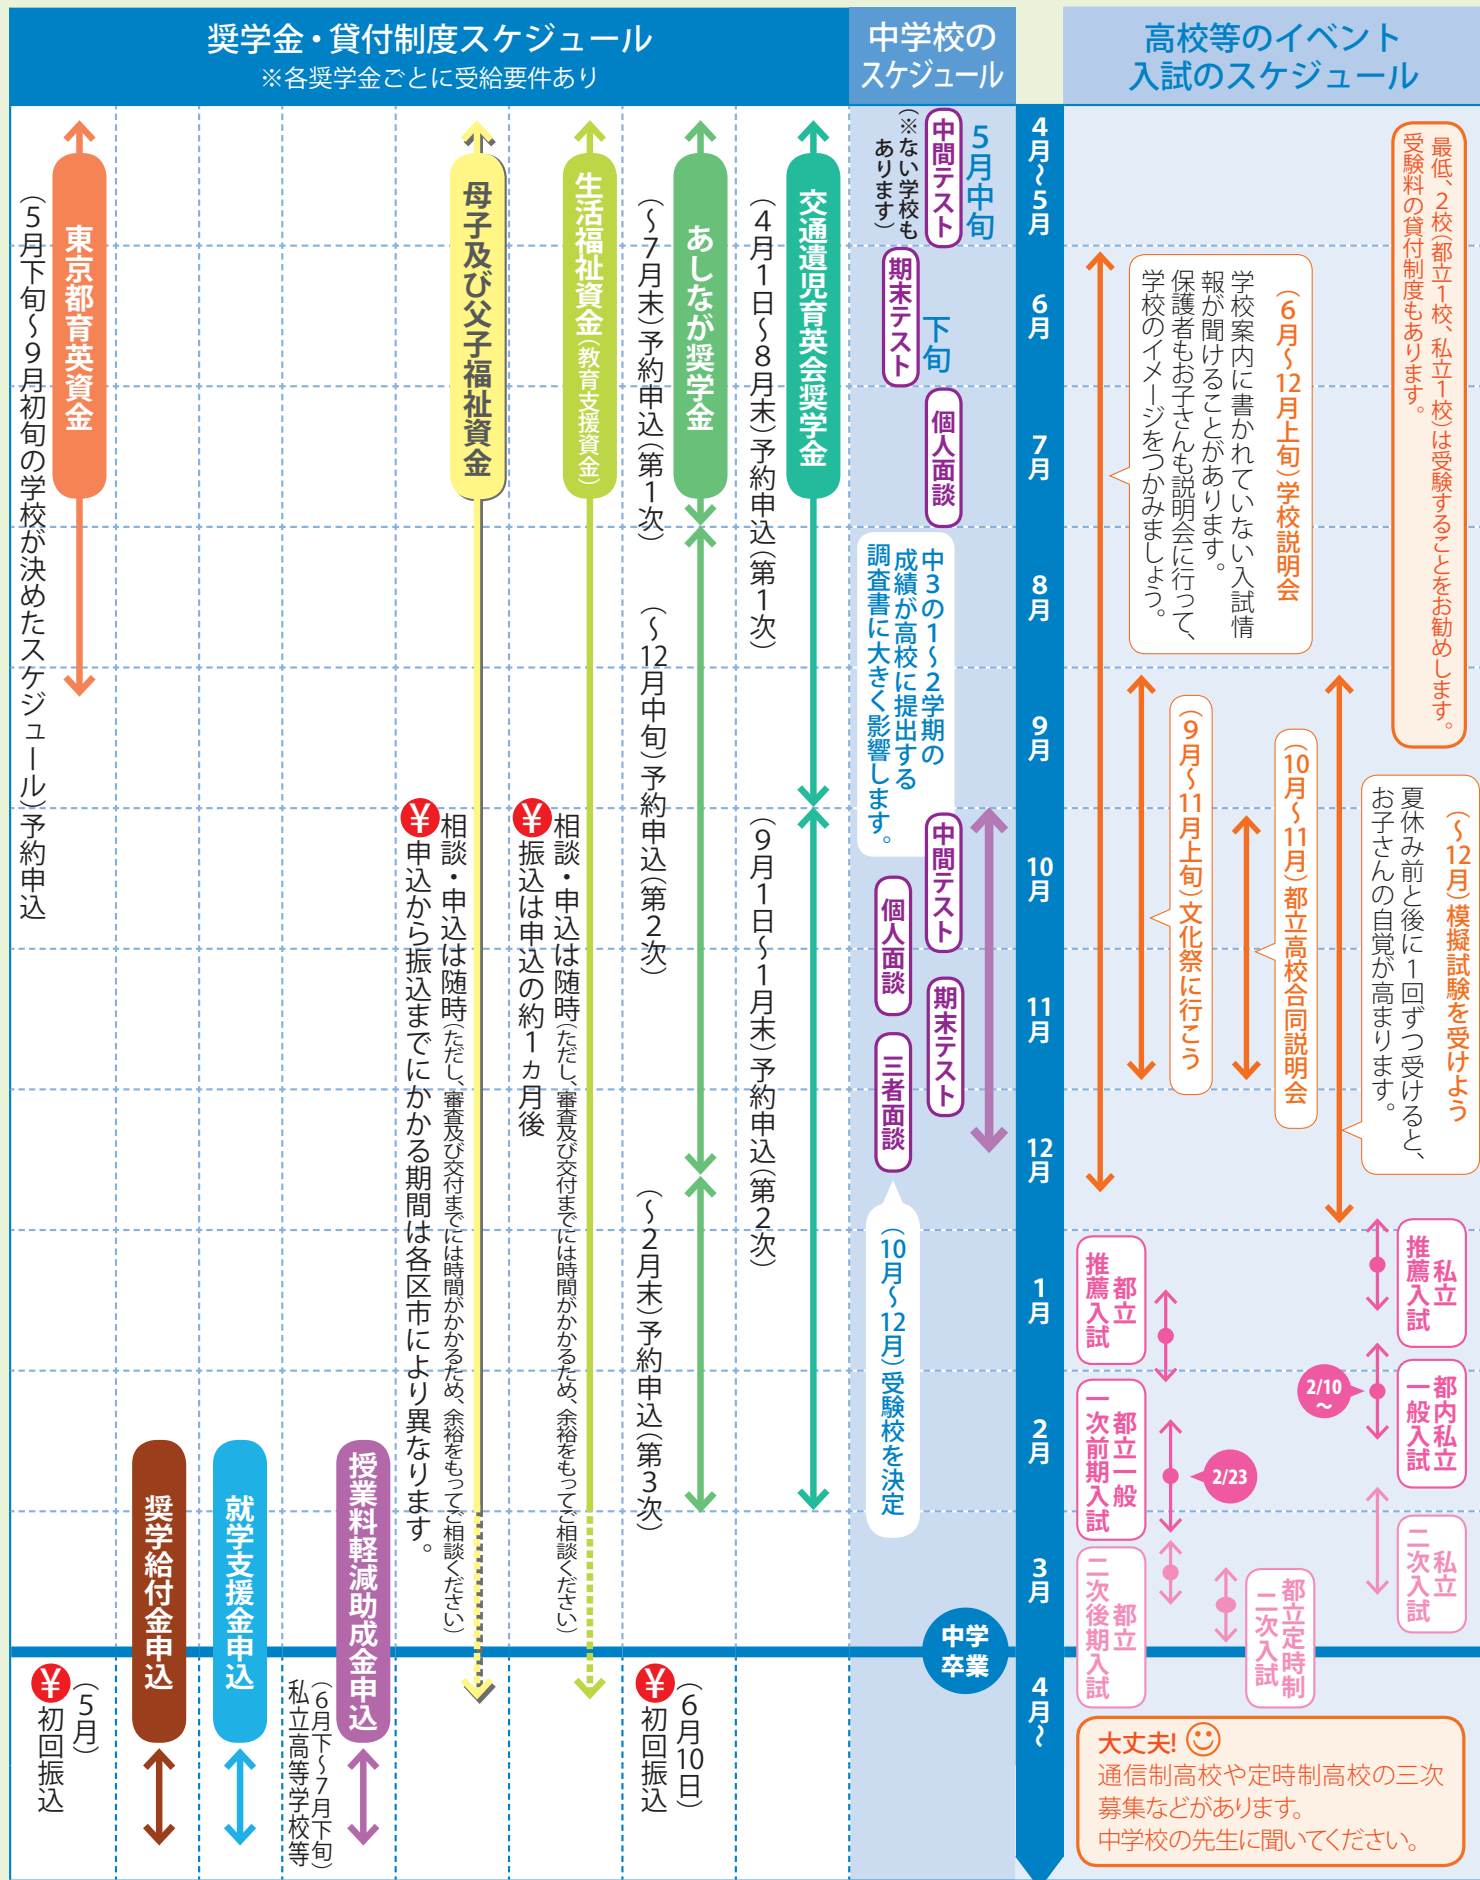 奨学金・貸付制度スケジュール
※各奨学金ごとに受給要件あり
中学校の
スケジュール
高校等のイベント
入試のスケジュール
4月〜5月
6月
7月
8月
9月
10月
11月
12月
1月
2月
3月
4月〜
最低、2校(都立1校、私立1校)は受験することをお勧めします。
受験料の貸付制度もあります。
(6月〜12月上旬)学校説明会
学校案内に書かれていない入試情
報が聞けることがあります。
保護者もお子さんも説明会に行って、
学校のイメージをつかみましょう。
(〜12月)模擬試験を受けよう
夏休み前と後に1回ずつ受けると、
お子さんの自覚が高まります。
(10月〜11月)都立高校合同説明会
(9月〜11月上旬)文化祭に行こう
私立
推薦入試
都内私立
一般入試
2/10
〜
私立
二次入試
都立
推薦入試
都立一般
一次前期入試
2/23
都立
二次後期入試
都立定時制
二次入試
大丈夫!
通信制高校や定時制高校の三次
募集などがあります。
中学校の先生に聞いてください。
5月中旬
中間テスト
(※ない学校も
あります)
下旬
期末テスト
個人面談
中3の1〜2学期の
成績が高校に提出する
調査書に大きく影響します。
中間テスト
個人面談
期末テスト
三者面談
(10月〜12月)受験校を決定
中学
卒業
交通遺児育英会奨学金
(4月1日〜8月末)予約申込(第1次)
(9月1日〜1月末)予約申込(第2次)
あしなが奨学金
(〜7月末)予約申込(第1次)
(〜12月中旬)予約申込(第2次)
(〜2月末)予約申込(第3次)
(6月10日)
¥初回振込
生活福祉資金(教育支援資金)
相談・申込は随時(ただし、審査及び交付までには時間がかかるため、余裕をもってご相談ください)
¥振込は申込の約1ヵ月後
母子及び父子福祉資金
相談・申込は随時(ただし、審査及び交付までには時間がかかるため、余裕をもってご相談ください)
¥申込から振込までにかかる期間は各区市により異なります。
授業料軽減助成金申込
(6月下〜7月下旬)
私立高等学校等
就学支援金申込
奨学給付金申込
東京都育英資金
(5月下旬〜9月初旬の学校が決めたスケジュール)予約申込
(5月)
¥初回振込